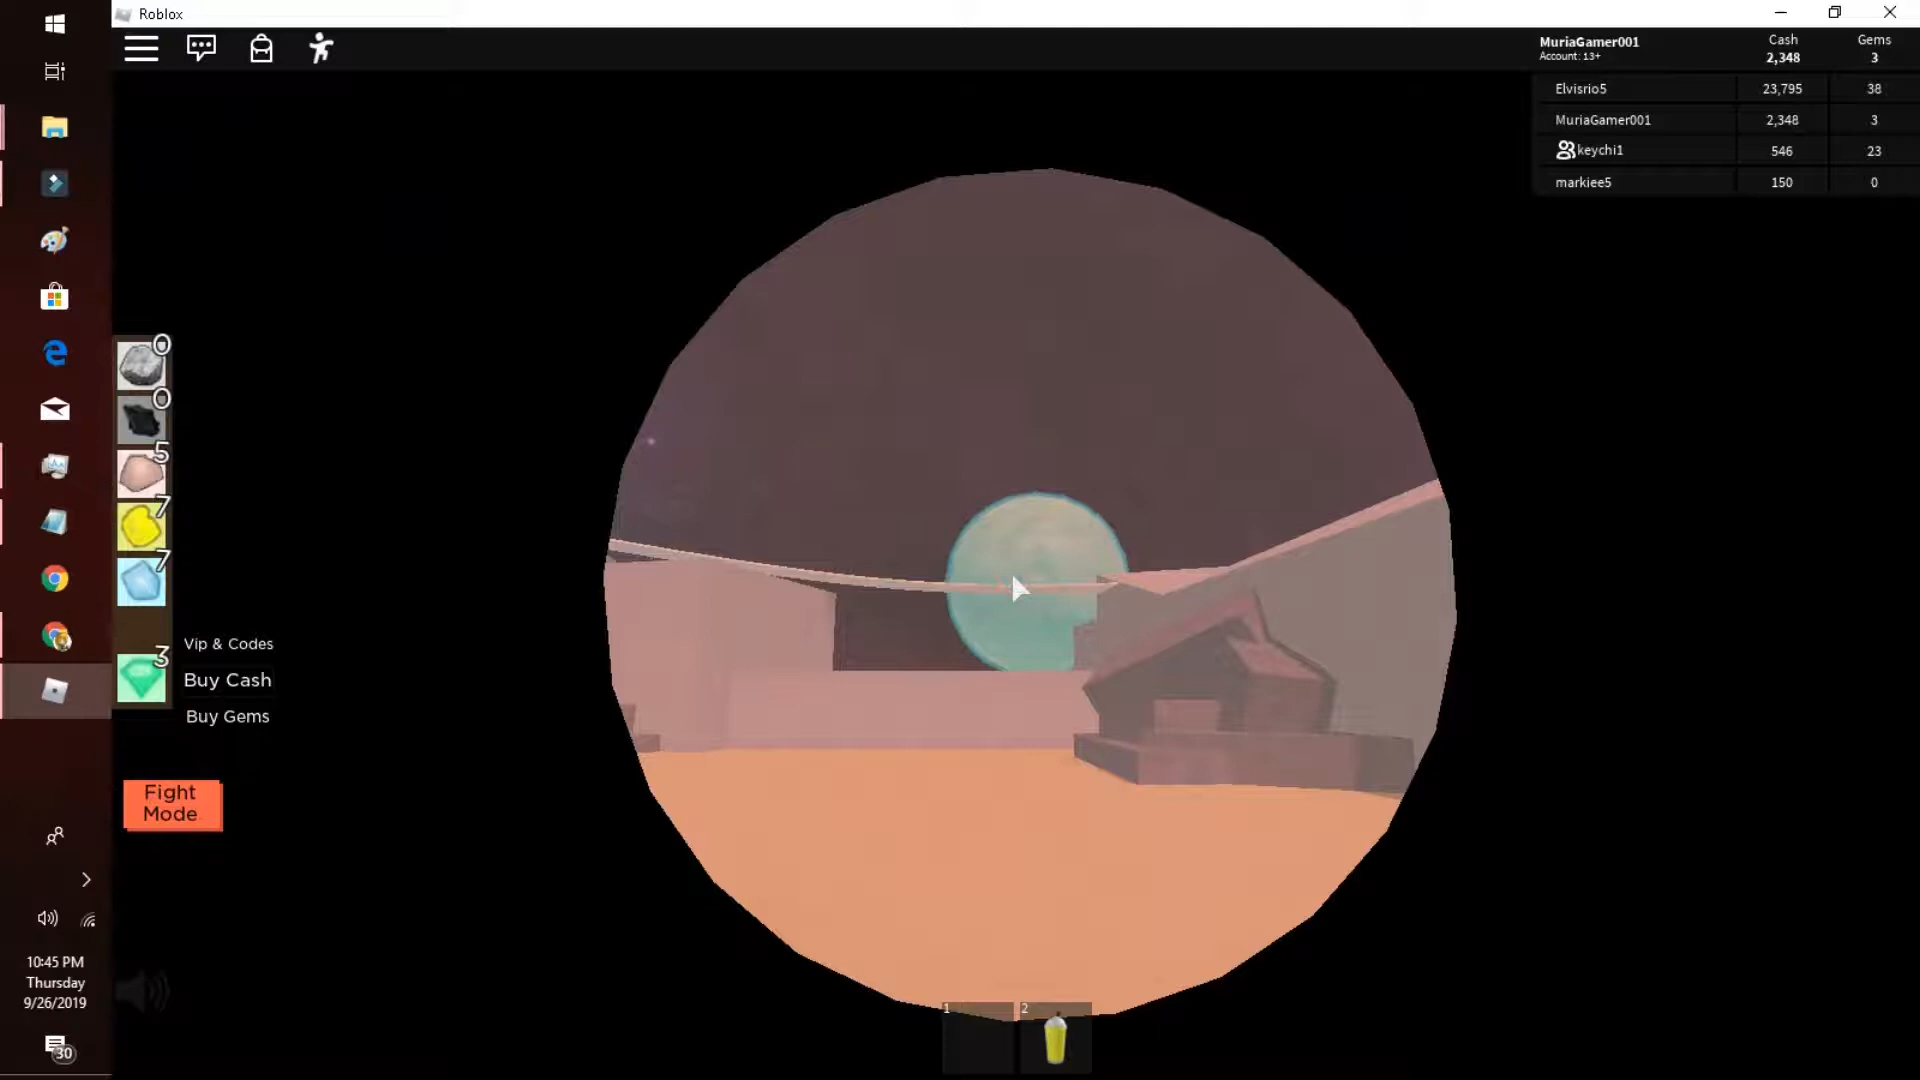 Roblox
MuriaGamer001
Account: 13+
Cash
2,348
Gems
3
Elvisrio5 23,795 38
MuriaGamer001 2,348 3
keychi1 546 23
markiee5 150 0
0
0
5
7
7
3
Vip & Codes
Buy Cash
Buy Gems
Fight
Mode
10:45 PM
Thursday
9/26/2019
30
1
2